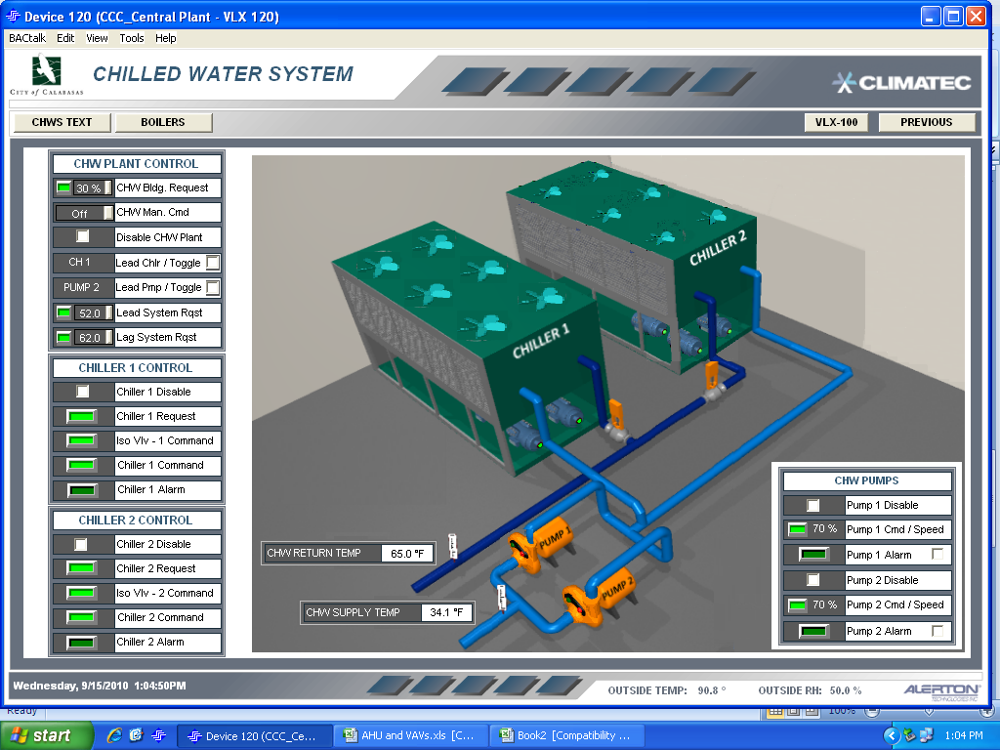 Device 120 (CCC_Central Plant - VLX 120)
BACtalk Edit View Tools Help
CITY of CALABASAS
CHILLED WATER SYSTEM
CLIMATEC
CHWS TEXT BOILERS VLX-100 PREVIOUS
CHW PLANT CONTROL
30 % CHW Bldg. Request
Off CHW Man. Cmd
Disable CHW Plant
CH 1 Lead Chlr / Toggle
PUMP 2 Lead Pmp / Toggle
52.0 Lead System Rqst
62.0 Lag System Rqst
CHILLER 1 CONTROL
Chiller 1 Disable
Chiller 1 Request
Iso Vlv - 1 Command
Chiller 1 Command
Chiller 1 Alarm
CHILLER 2 CONTROL
Chiller 2 Disable
Chiller 2 Request
Iso Vlv - 2 Command
Chiller 2 Command
Chiller 2 Alarm
CHILLER 2
CHILLER 1
PUMP 1
PUMP 2
CHW RETURN TEMP 65.0 °F
CHW SUPPLY TEMP 34.1 °F
CHW PUMPS
Pump 1 Disable
70 % Pump 1 Cmd / Speed
Pump 1 Alarm
Pump 2 Disable
70 % Pump 2 Cmd / Speed
Pump 2 Alarm
Wednesday, 9/15/2010 1:04:50PM
OUTSIDE TEMP: 90.8 ° OUTSIDE RH: 50.0 %
ALERTON
TECHNOLOGIES INC
Ready 100%
start Device 120 (CCC_Ce... AHU and VAVs.xls [C... Book2 [Compatibility ... 1:04 PM